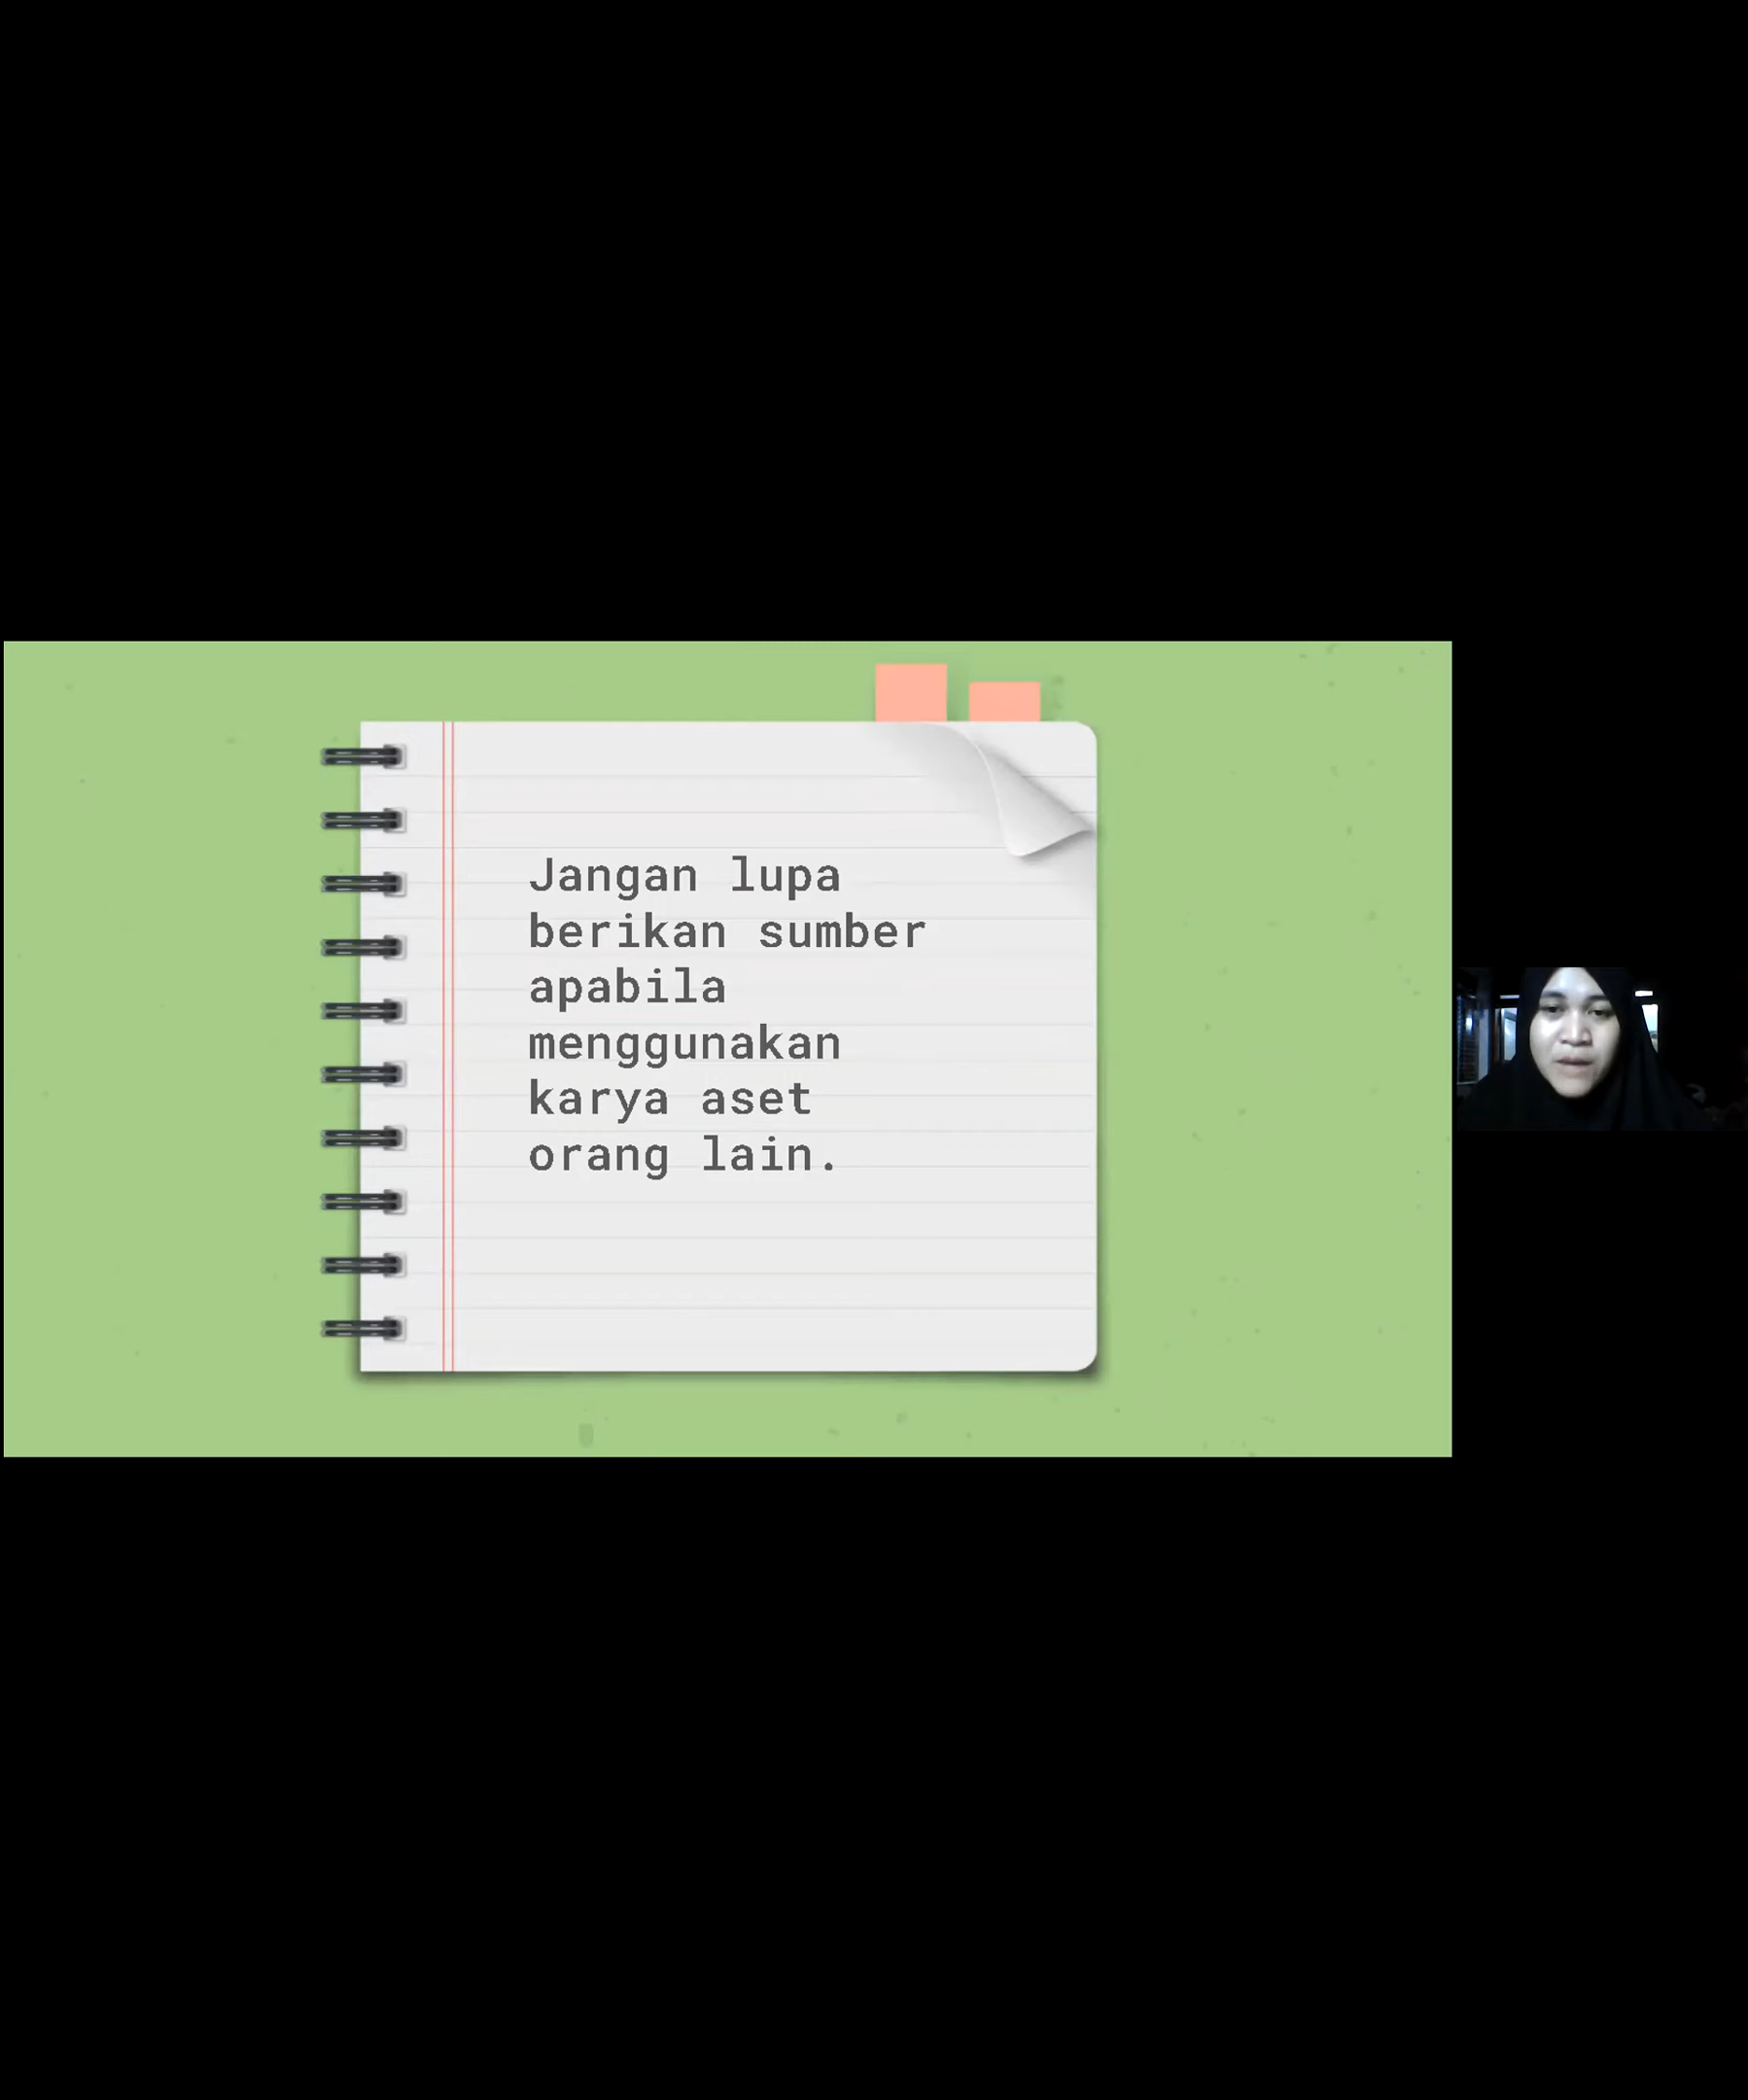 Jangan lupa
berikan sumber
apabila
menggunakan
karya aset
orang lain.